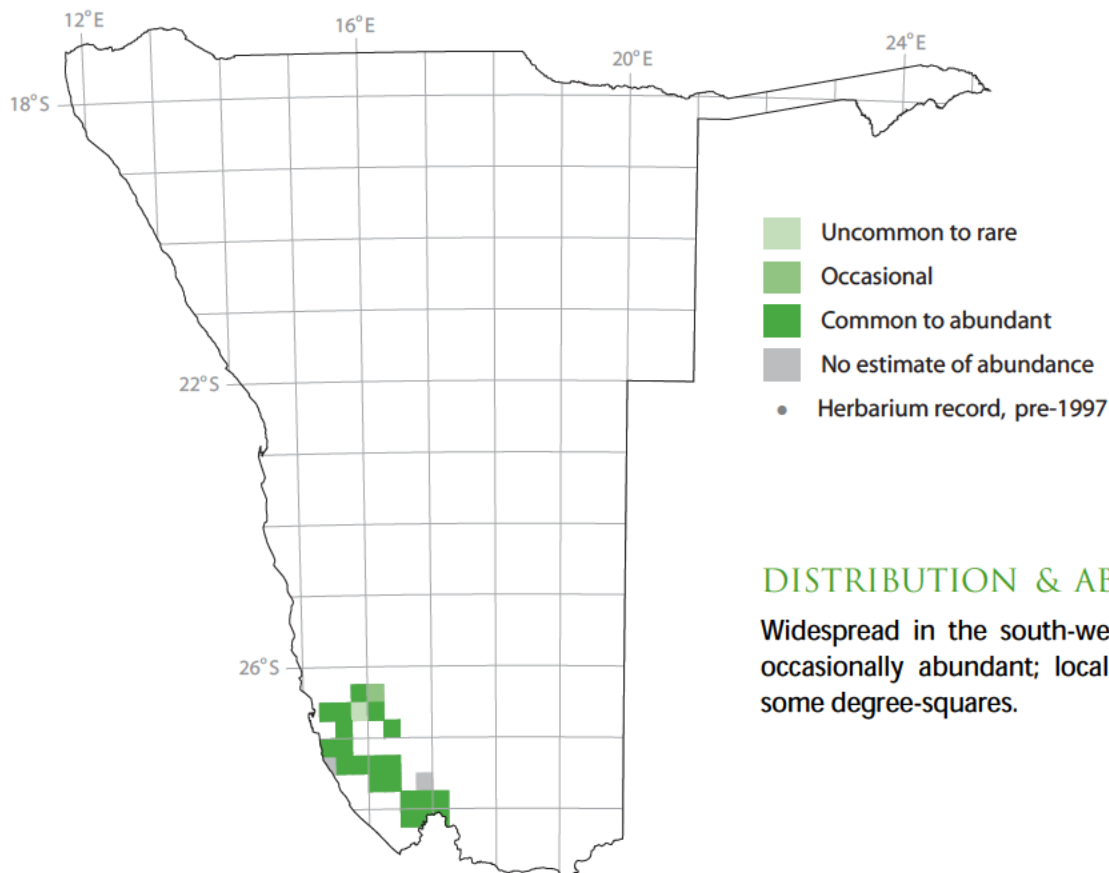 12°E
16°E
20°E
24°E
18°S
22°S
26°S
Uncommon to rare
Occasional
Common to abundant
No estimate of abundance
Herbarium record, pre-1997
DISTRIBUTION & AB
Widespread in the south-we
occasionally abundant; local
some degree-squares.